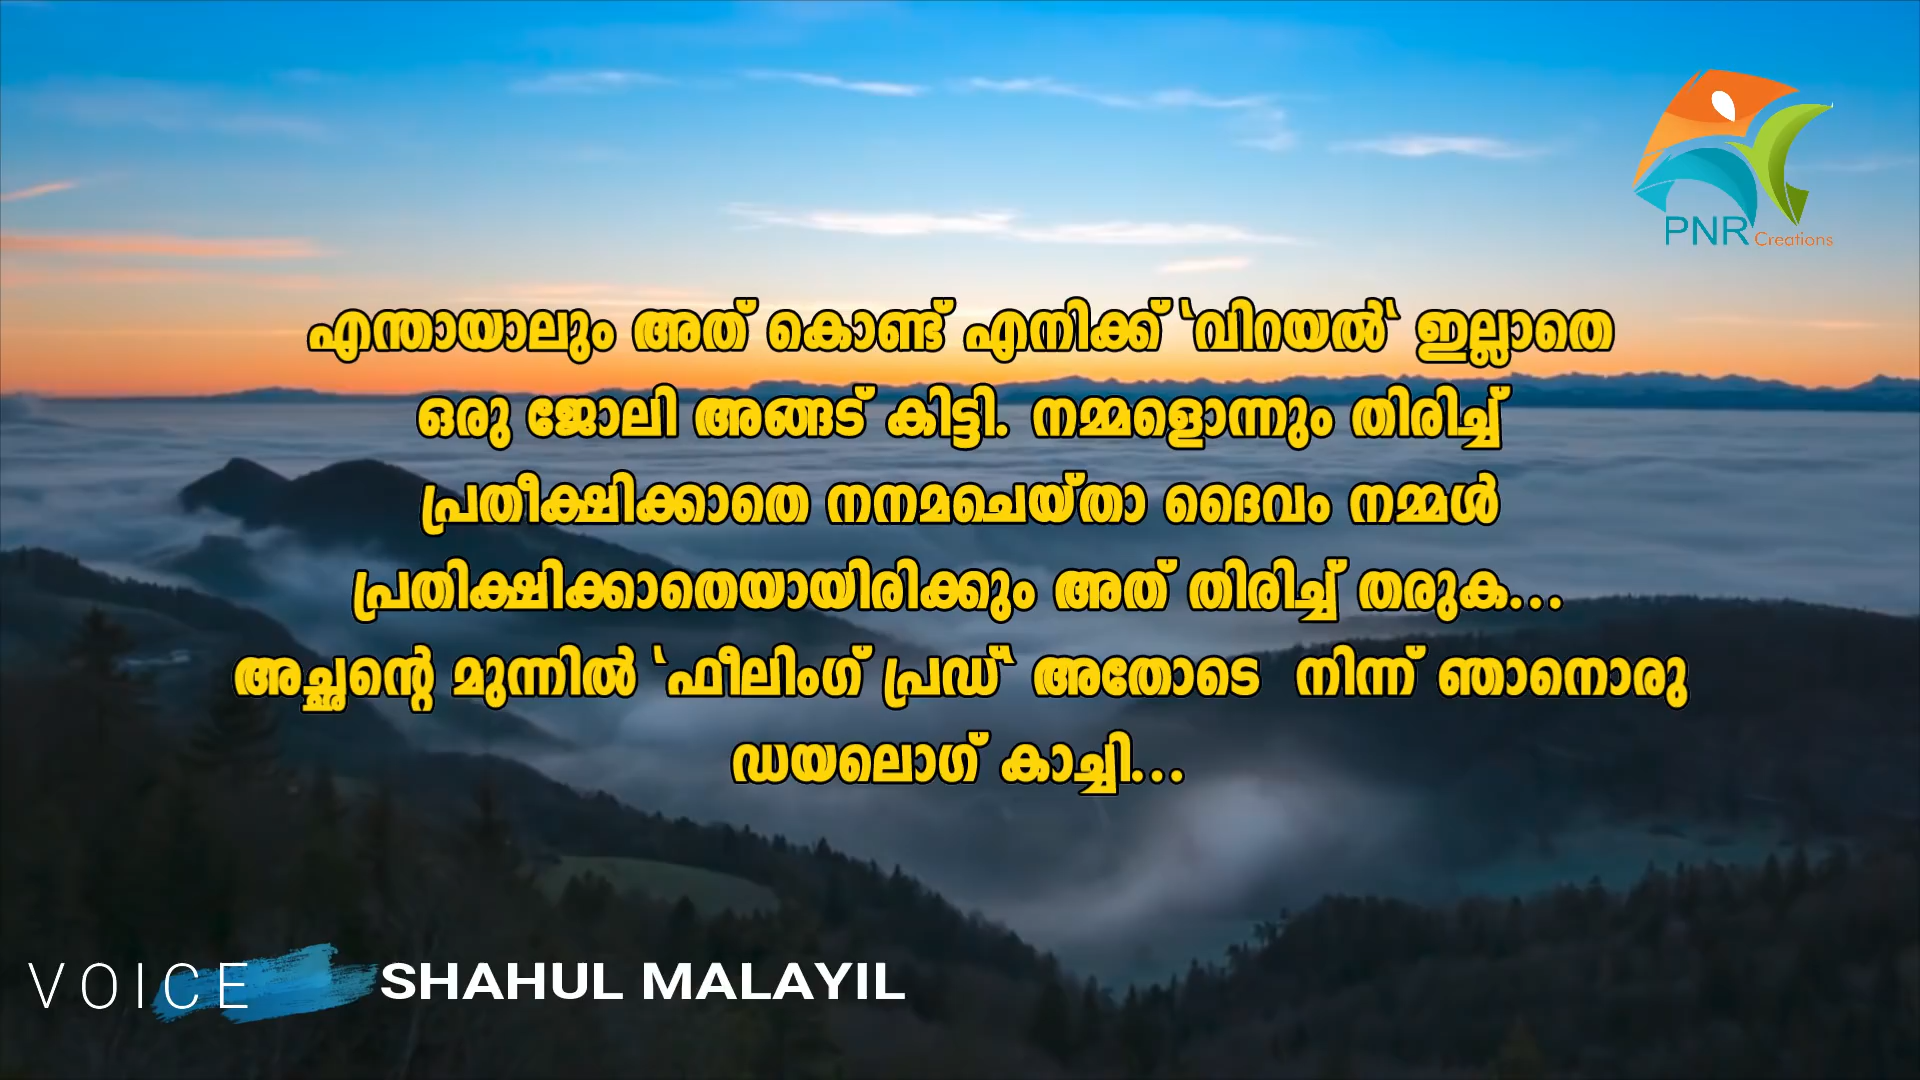 PNR Creations
എന്തായാലും അത് കൊണ്ട് എനിക്ക് 'വിറയൽ' ഇല്ലാതെ
ഒരു ജോലി അങ്ങട് കിട്ടി. നമ്മളൊന്നും തിരിച്ച്
പ്രതീക്ഷിക്കാതെ നനമചെയ്താ ദൈവം നമ്മൾ
പ്രതിക്ഷിക്കാതെയായിരിക്കും അത് തിരിച്ച് തരുക...
അച്ഛന്റെ മുന്നിൽ 'ഫീലിംഗ് പ്രഡ്' അതോടെ നിന്ന് ഞാനൊരു
ഡയലൊഗ് കാച്ചി...
VOICE SHAHUL MALAYIL